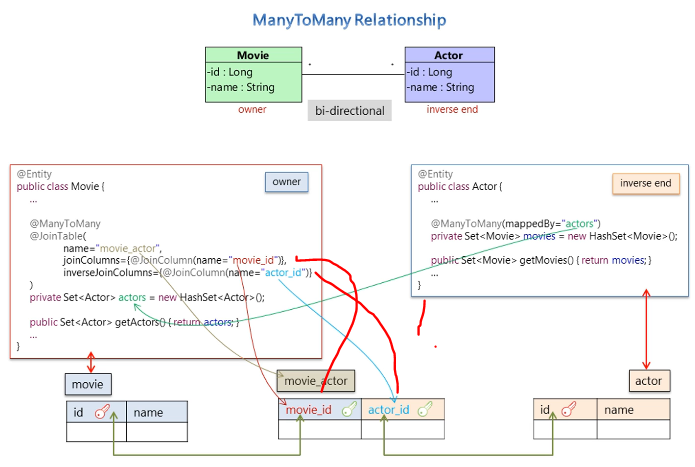 ManyToMany Relationship
Movie
-id : Long
-name : String
Actor
-id : Long
-name : String
owner
bi-directional
inverse end
@Entity
public class Movie {
...
@ManyToMany
@JoinTable(
name="movie_actor",
joinColumns={@JoinColumn(name="movie_id")},
inverseJoinColumns={@JoinColumn(name="actor_id")}
)
private Set<Actor> actors = new HashSet<Actor>();
public Set<Actor> getActors() { return actors; }
...
}
owner
@Entity
public class Actor {
...
@ManyToMany(mappedBy="actors")
private Set<Movie> movies = new HashSet<Movie>();
public Set<Movie> getMovies() { return movies; }
...
}
inverse end
movie
id name
movie_actor
movie_id actor_id
actor
id name